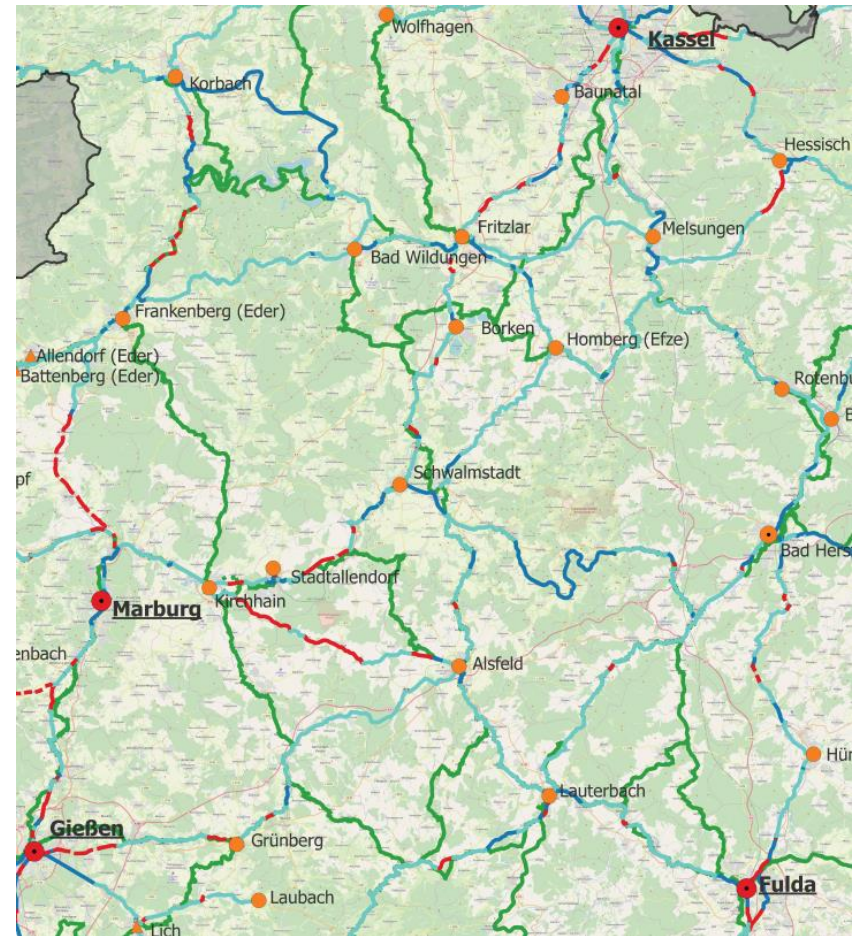 Wolfhagen
Kassel
Korbach
Baunatal
Hessisch
Fritzlar
Melsungen
Bad Wildungen
Frankenberg (Eder)
Borken
Homberg (Efze)
Allendorf (Eder)
Battenberg (Eder)
Rotenbu
B
Schwalmstadt
pf
Bad Hers
Stadtallendorf
Kirchhain
Marburg
enbach
Alsfeld
Hün
Lauterbach
Gießen
Grünberg
Fulda
Laubach
Lich